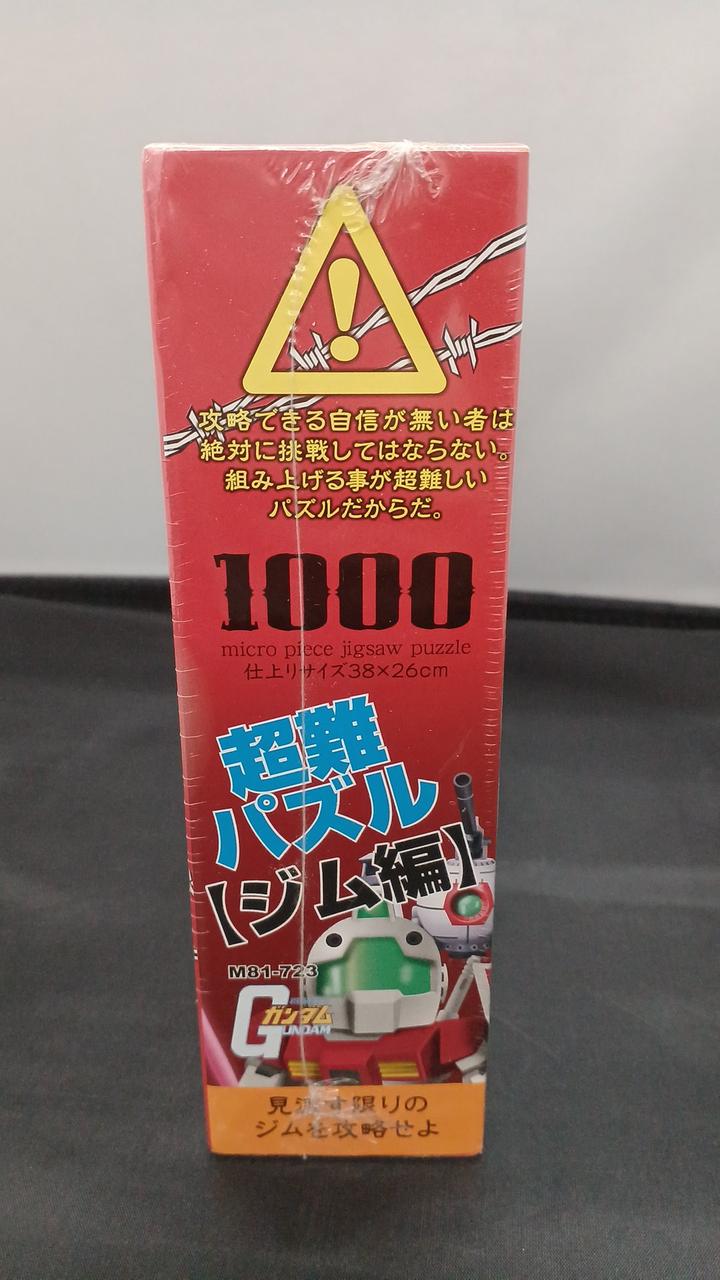 攻略できる自信が無い者は
絶対に挑戦してはならない。
組み上げる事が超難しい
パズルだからだ。
1000
micro piece jigsaw puzzle
仕上りサイズ38×26cm
超難
パズル
【ジム編】
M81-723
ガンダム
GUNDAM
見渡す限りの
ジムを攻略せよ